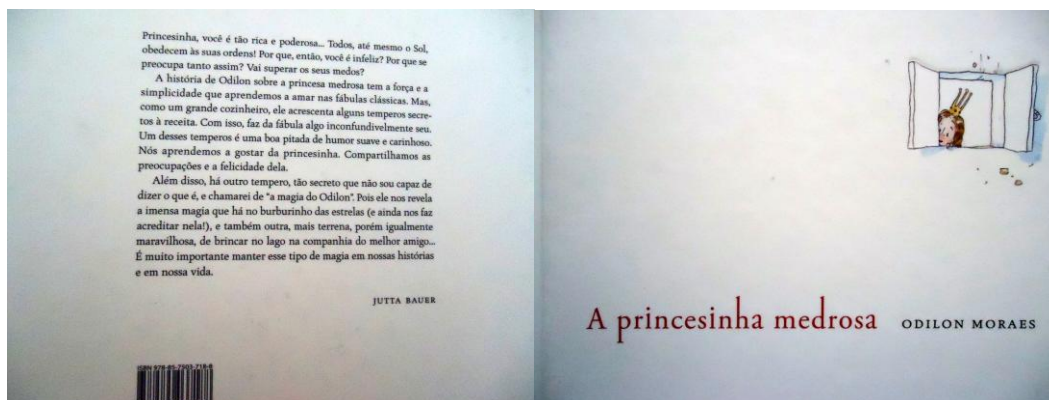 Princesinha, você é tão rica e poderosa... Todos, até mesmo o Sol,
obedecem às suas ordens! Por que, então, você é infeliz? Por que se
preocupa tanto assim? Vai superar os seus medos?
A história de Odilon sobre a princesa medrosa tem a força e a
simplicidade que aprendemos a amar nas fábulas clássicas. Mas,
como um grande cozinheiro, ele acrescenta alguns temperos secre-
tos à receita. Com isso, faz da fábula algo inconfundivelmente seu.
Um desses temperos é uma boa pitada de humor suave e carinhoso.
Nós aprendemos a gostar da princesinha. Compartilhamos as
preocupações e a felicidade dela.
Além disso, há outro tempero, tão secreto que não sou capaz de
dizer o que é, e chamarei de "a magia do Odilon". Pois ele nos revela
a imensa magia que há no burburinho das estrelas (e ainda nos faz
acreditar nela!), e também outra, mais terrena, porém igualmente
maravilhosa, de brincar no lago na companhia do melhor amigo...
É muito importante manter esse tipo de magia em nossas histórias
e em nossa vida.
JUTTA BAUER
ISBN 978-85-7503-718-8
A princesinha medrosa ODILON MORAES